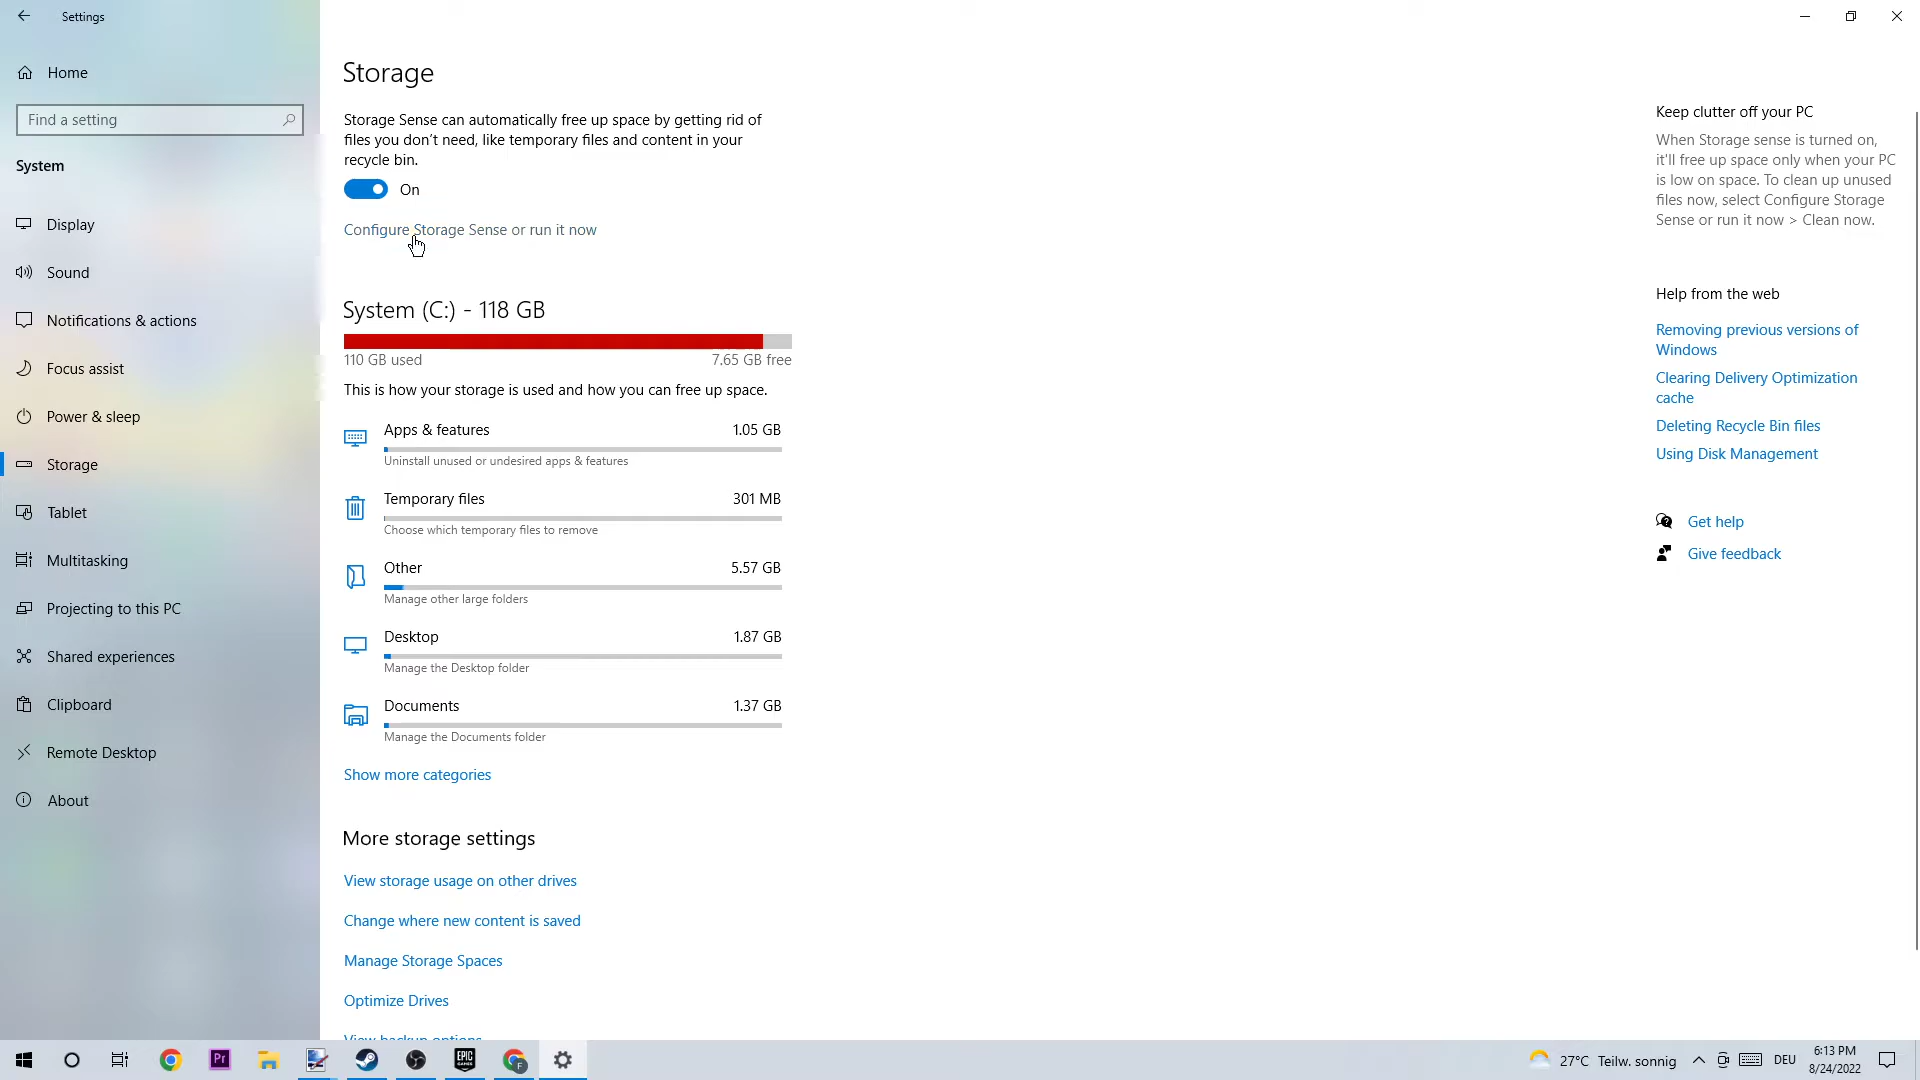 Settings
Home
Find a setting
System
Display
Sound
Notifications & actions
Focus assist
Power & sleep
Storage
Tablet
Multitasking
Projecting to this PC
Shared experiences
Clipboard
Remote Desktop
About
Storage
Storage Sense can automatically free up space by getting rid of
files you don't need, like temporary files and content in your
recycle bin.
On
Configure Storage Sense or run it now
System (C:) - 118 GB
110 GB used 7.65 GB free
This is how your storage is used and how you can free up space.
Apps & features 1.05 GB
Uninstall unused or undesired apps & features
Temporary files 301 MB
Choose which temporary files to remove
Other 5.57 GB
Manage other large folders
Desktop 1.87 GB
Manage the Desktop folder
Documents 1.37 GB
Manage the Documents folder
Show more categories
More storage settings
View storage usage on other drives
Change where new content is saved
Manage Storage Spaces
Optimize Drives
View backup options
Keep clutter off your PC
When Storage sense is turned on,
it'll free up space only when your PC
is low on space. To clean up unused
files now, select Configure Storage
Sense or run it now > Clean now.
Help from the web
Removing previous versions of
Windows
Clearing Delivery Optimization
cache
Deleting Recycle Bin files
Using Disk Management
Get help
Give feedback
Pr
EPIC
GAMES
F
27°C Teilw. sonnig
DEU
6:13 PM
8/24/2022